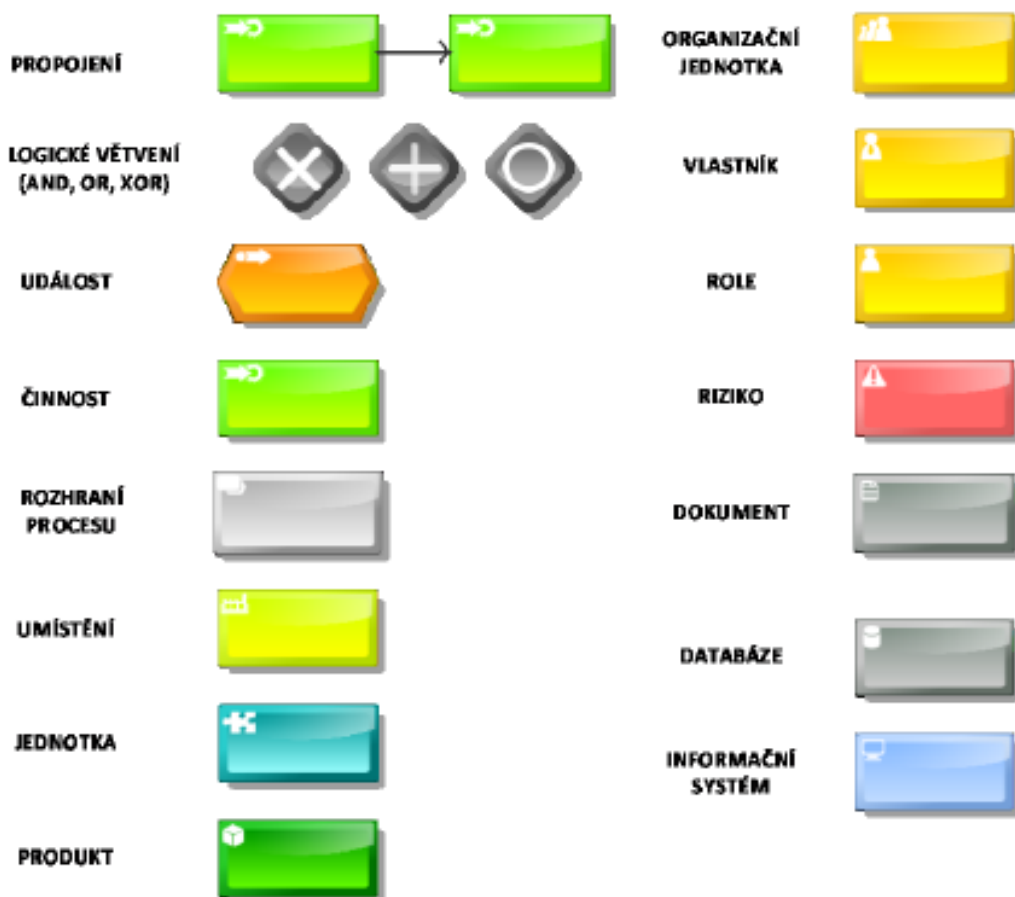 PROPOJENÍ
LOGICKÉ VĚTVENÍ
(AND, OR, XOR)
UDÁLOST
ČINNOST
ROZHRANÍ
PROCESU
UMÍSTĚNÍ
JEDNOTKA
PRODUKT
ORGANIZAČNÍ
JEDNOTKA
VLASTNÍK
ROLE
RIZIKO
DOKUMENT
DATABÁZE
INFORMAČNÍ
SYSTÉM